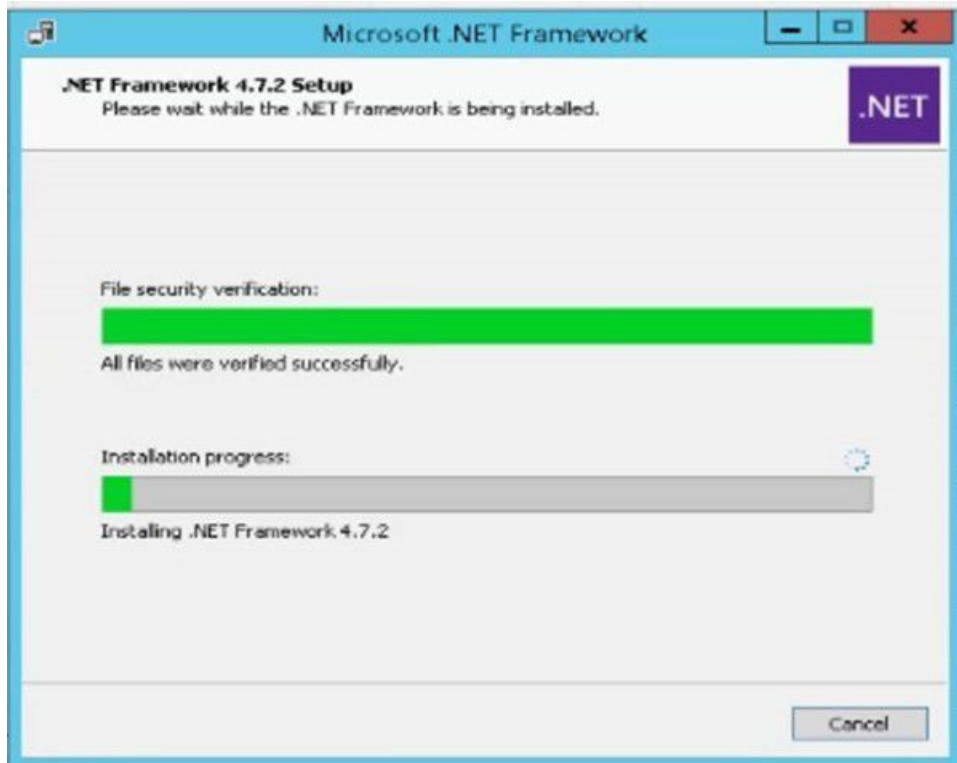 Microsoft .NET Framework
.NET Framework 4.7.2 Setup
Please wait while the .NET Framework is being installed.
.NET
File security verification:
All files were verified successfully.
Installation progress:
Installing .NET Framework 4.7.2
Cancel